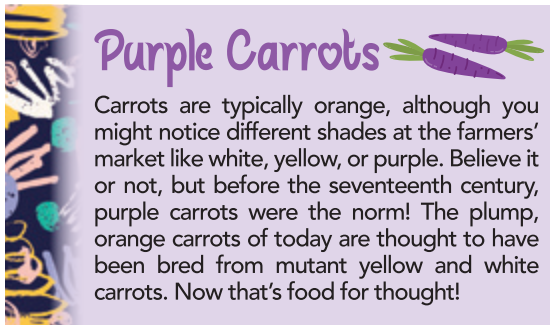 Purple Carrots
Carrots are typically orange, although you
might notice different shades at the farmers’
market like white, yellow, or purple. Believe it
or not, but before the seventeenth century,
purple carrots were the norm! The plump,
orange carrots of today are thought to have
been bred from mutant yellow and white
carrots. Now that’s food for thought!